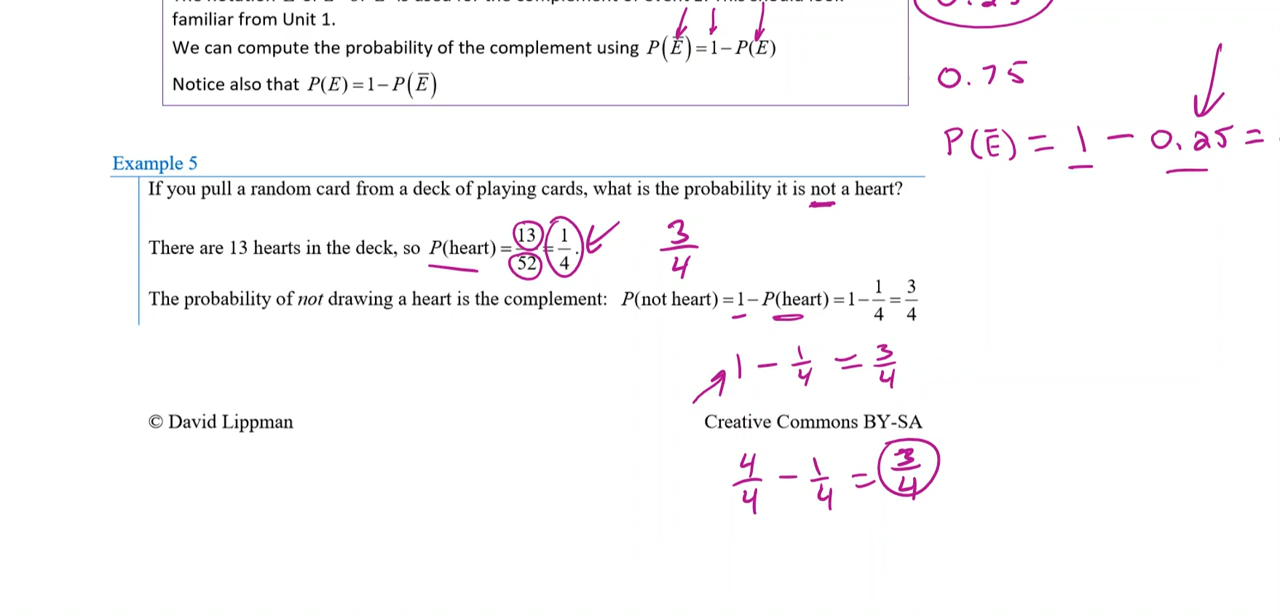 familiar from Unit 1.
We can compute the probability of the complement using P(Ē)=1−P(E)
Notice also that P(E)=1−P(Ē)
0.75
P(Ē) = 1 − 0.25 =
Example 5
If you pull a random card from a deck of playing cards, what is the probability it is not a heart?
There are 13 hearts in the deck, so P(heart) = 13/52 = 1/4. 3/4
The probability of not drawing a heart is the complement: P(not heart) = 1 − P(heart) = 1 − 1/4 = 3/4
1 − 1/4 = 3/4
© David Lippman Creative Commons BY-SA
4/4 − 1/4 = 3/4